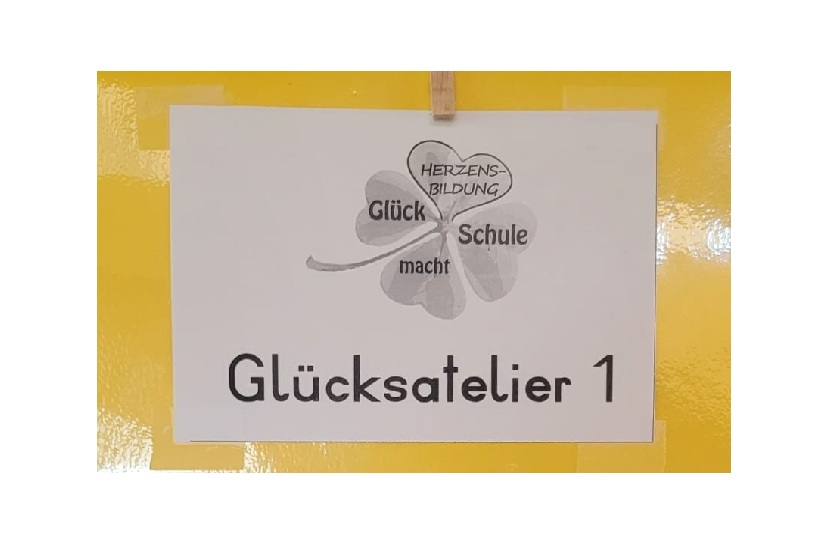 HERZENS-
BILDUNG
Glück
Schule
macht
Glücksatelier 1